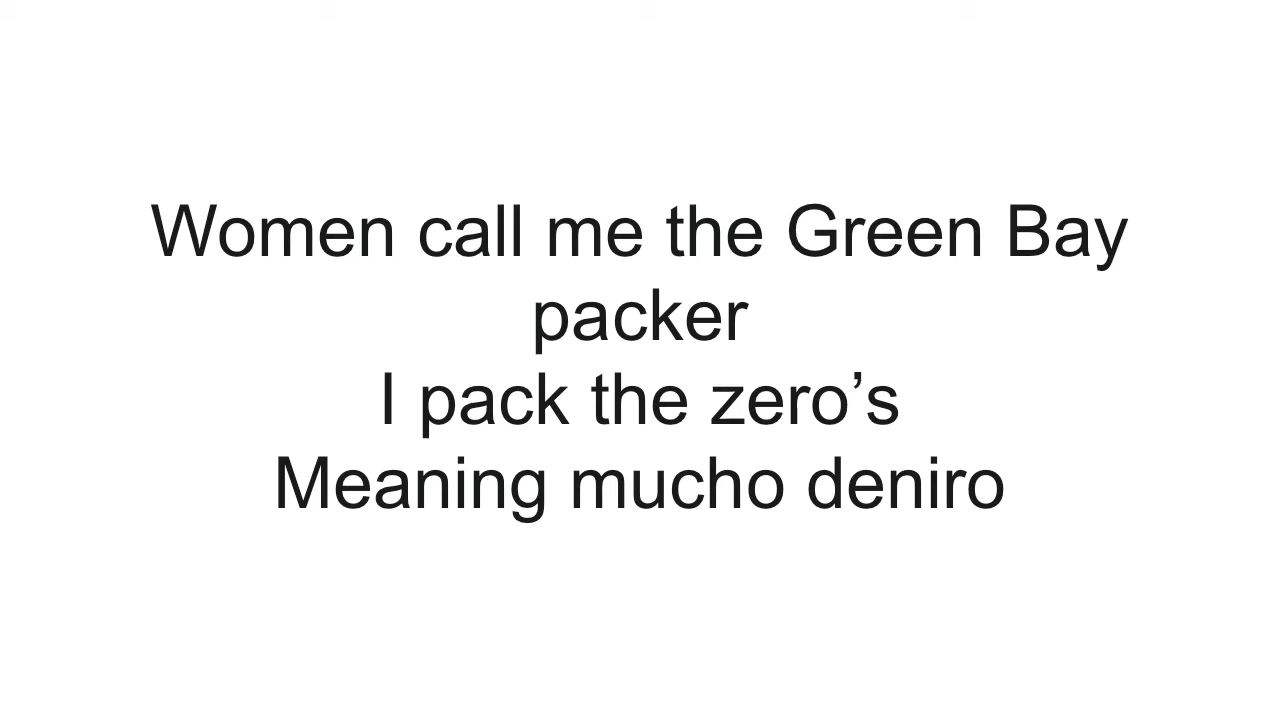 Women call me the Green Bay
packer
I pack the zero’s
Meaning mucho deniro